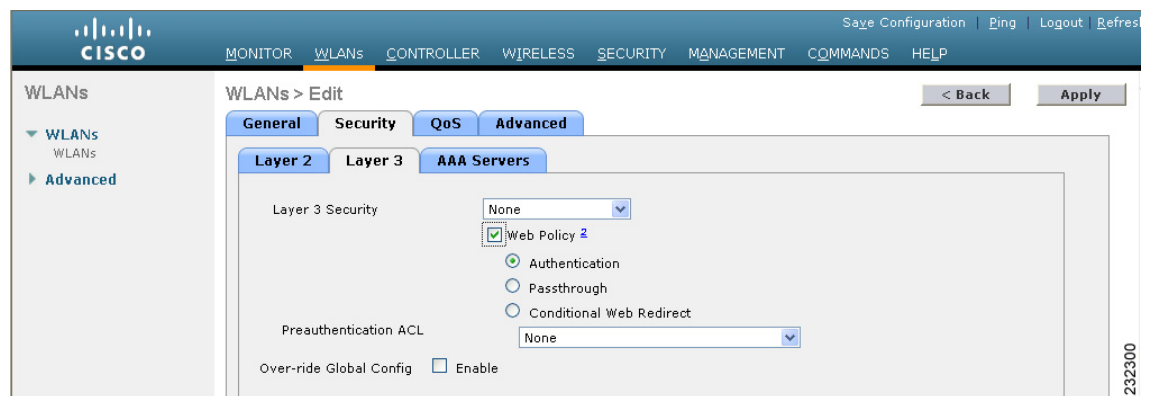 Save Configuration | Ping | Logout | Refresh
CISCO
MONITOR WLANs CONTROLLER WIRELESS SECURITY MANAGEMENT COMMANDS HELP
WLANs
WLANs > Edit
< Back Apply
General Security QoS Advanced
WLANs
WLANs
Advanced
Layer 2 Layer 3 AAA Servers
Layer 3 Security None
Web Policy 2
Authentication
Passthrough
Conditional Web Redirect
Preauthentication ACL None
Over-ride Global Config Enable
232300